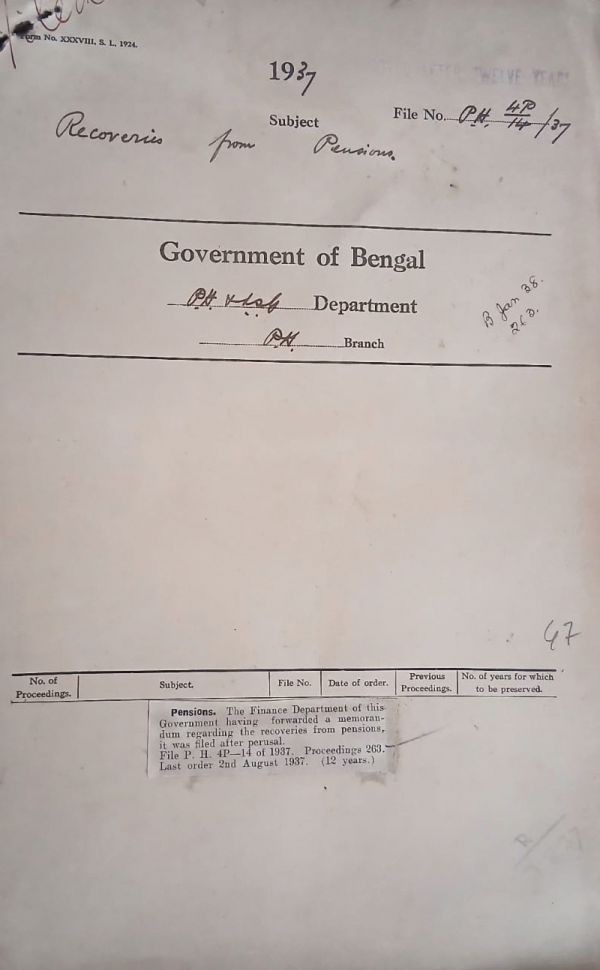 Form No. XXXVIII, S. L, 1924.
1937
TWELVE YEARS
Subject
File No. P.H. 4P/14/37
Recoveries from Pensions.
Government of Bengal
P.H. & L.S.G Department
P.H. Branch
B Jan 38.
263.
47
No. of Proceedings.
Subject.
File No.
Date of order.
Previous Proceedings.
No. of years for which to be preserved.
Pensions. The Finance Department of this
Government having forwarded a memoran-
dum regarding the recoveries from pensions,
it was filed after perusal.
File P. H. 4P—14 of 1937. Proceedings 263.
Last order 2nd August 1937. (12 years.)